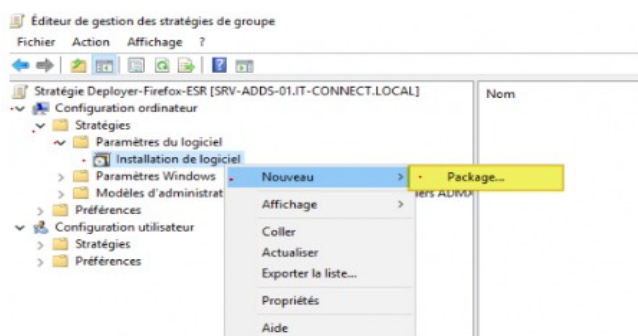 Éditeur de gestion des stratégies de groupe
Fichier Action Affichage ?
Stratégie Deployer-Firefox-ESR [SRV-ADDS-01.IT-CONNECT.LOCAL]
Nom
Configuration ordinateur
Stratégies
Paramètres du logiciel
Installation de logiciel
Paramètres Windows
Nouveau
Package...
Modèles d'administrat
iers ADMX
Affichage
Préférences
Configuration utilisateur
Coller
Stratégies
Actualiser
Préférences
Exporter la liste...
Propriétés
Aide